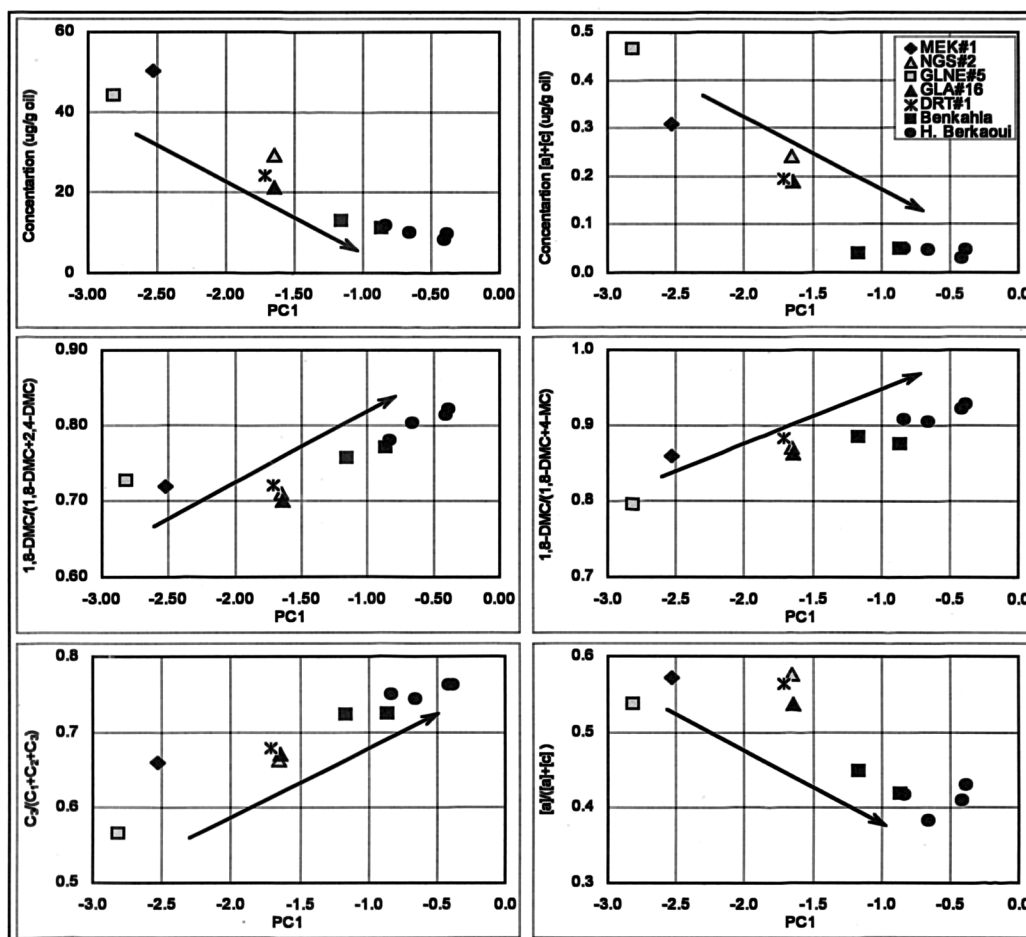 60
40
20
0
Concentartion (ug/g oil)
-3.00 -2.50 -2.00 -1.50 -1.00 -0.50 0.00
PC1
0.5
0.4
0.3
0.2
0.1
0.0
Concentartion [a]+[c] (ug/g oil)
MEK#1
NGS#2
GLNE#5
GLA#16
DRT#1
Benkahla
H. Berkaoui
-3.0 -2.5 -2.0 -1.5 -1.0 -0.5 0.0
PC1
0.90
0.80
0.70
0.60
1,8-DMC/(1,8-DMC+2,4-DMC)
-3.00 -2.50 -2.00 -1.50 -1.00 -0.50 0.00
PC1
1.0
0.9
0.8
0.7
1,8-DMC/(1,8-DMC+4-MC)
-3.0 -2.5 -2.0 -1.5 -1.0 -0.5 0.0
PC1
0.8
0.7
0.6
0.5
C3/(C1+C2+C3)
-3.0 -2.5 -2.0 -1.5 -1.0 -0.5 0.0
PC1
0.6
0.5
0.4
0.3
[a]/([a]+[c] )
-3.0 -2.5 -2.0 -1.5 -1.0 -0.5 0.0
PC1